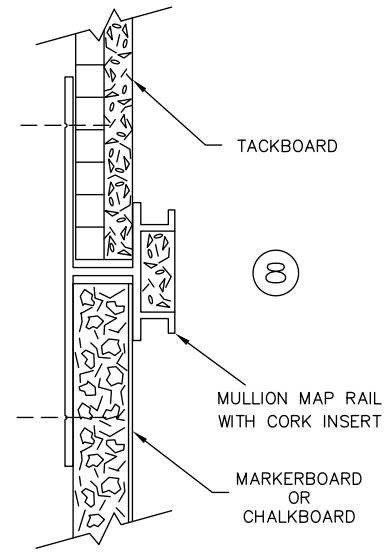 TACKBOARD
8
MULLION MAP RAIL
WITH CORK INSERT
MARKERBOARD
OR
CHALKBOARD